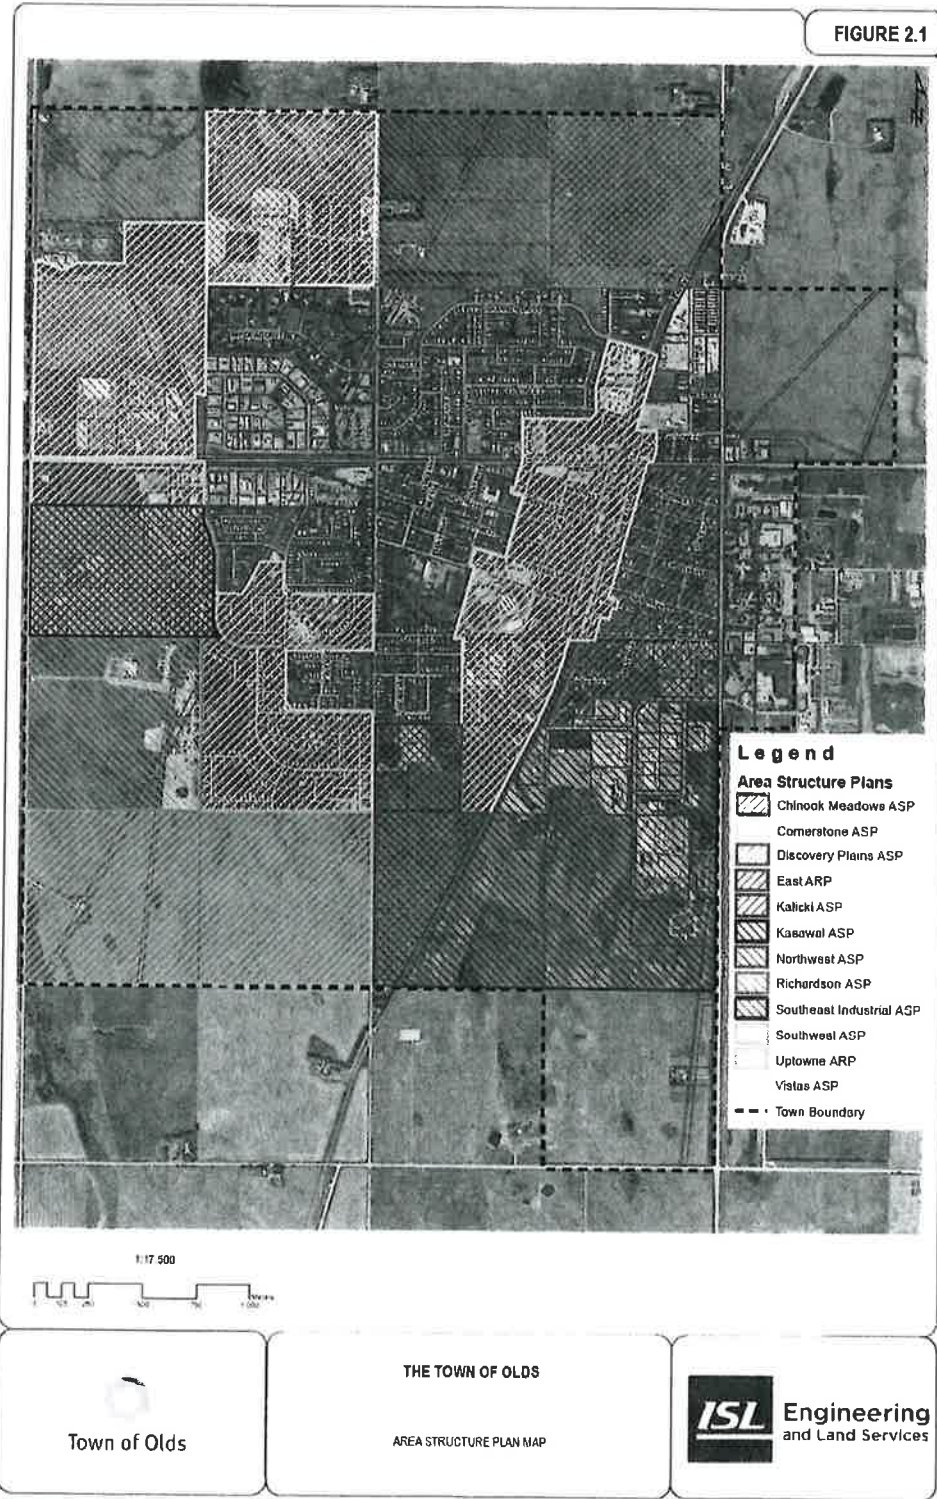 FIGURE 2.1
Legend
Area Structure Plans
Chinook Meadows ASP
Cornerstone ASP
Discovery Plains ASP
East ARP
Kalicki ASP
Kasawal ASP
Northwest ASP
Richardson ASP
Southeast Industrial ASP
Southwest ASP
Uptowne ARP
Vistas ASP
Town Boundary
1:17 500
THE TOWN OF OLDS
AREA STRUCTURE PLAN MAP
Town of Olds
ISL Engineering
and Land Services